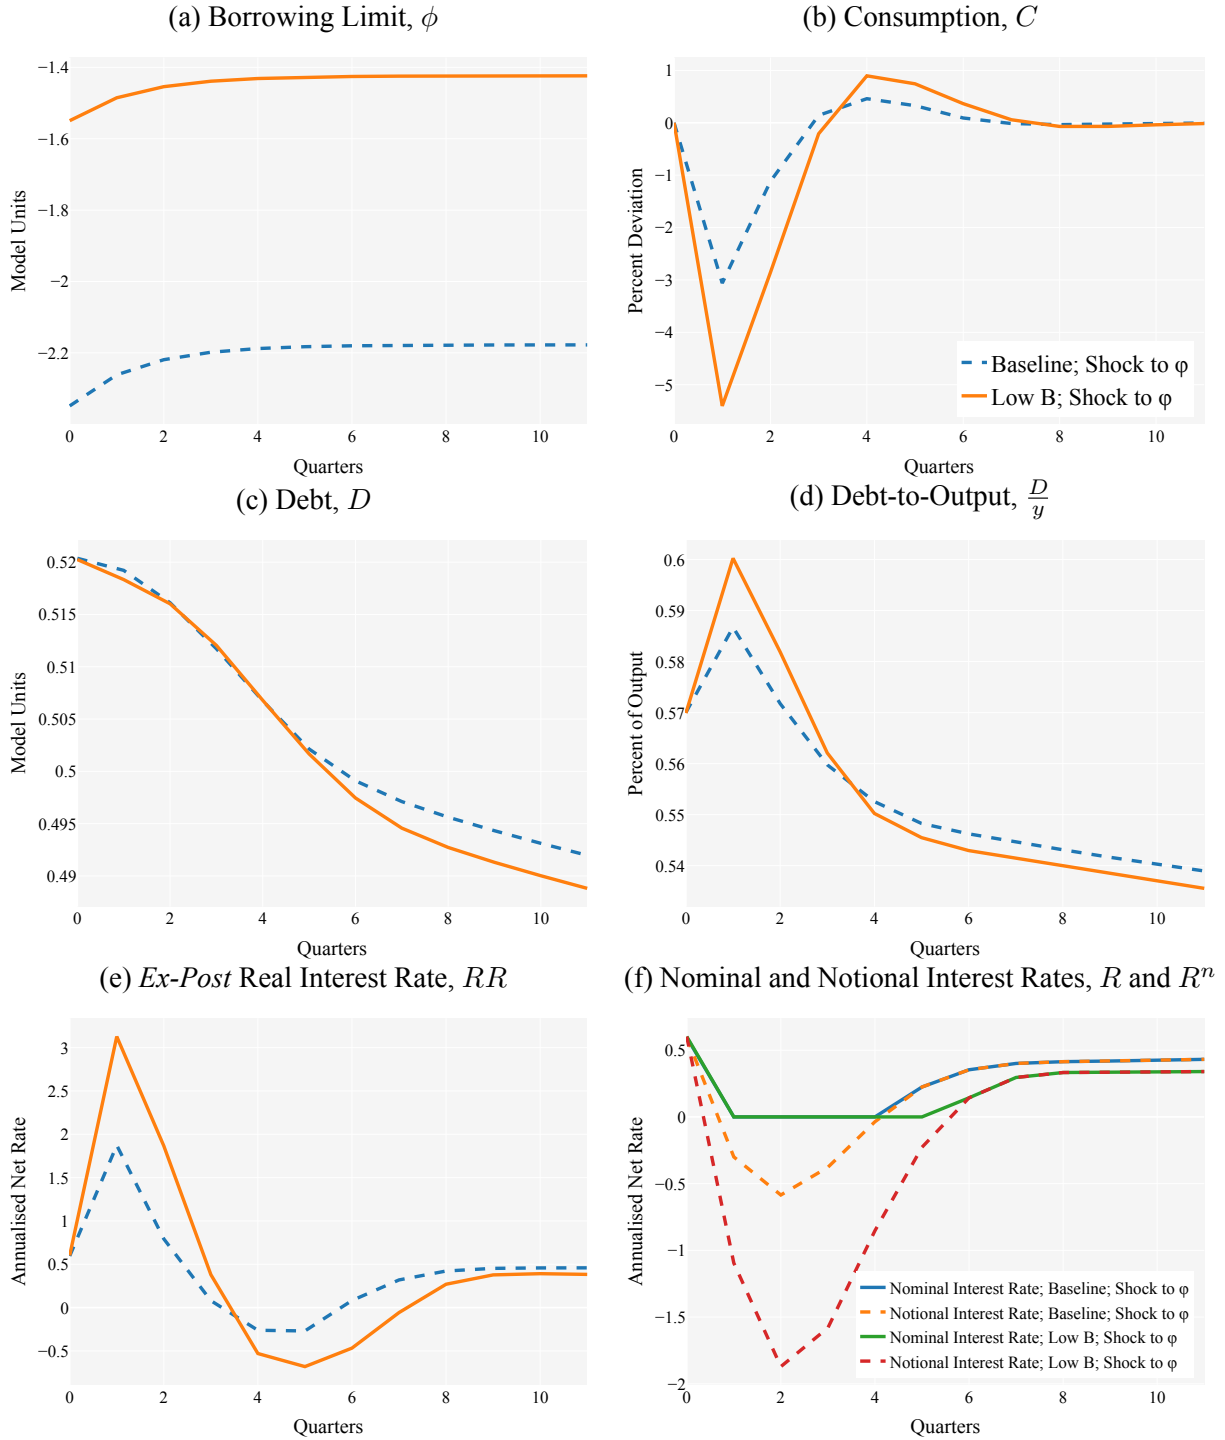 (a) Borrowing Limit, ϕ
−1.4
−1.6
−1.8
−2
−2.2
Model Units
0 2 4 6 8 10
Quarters
(b) Consumption, C
1
0
−1
−2
−3
−4
−5
Percent Deviation
Baseline; Shock to φ
Low B; Shock to φ
0 2 4 6 8 10
Quarters
(c) Debt, D
0.52
0.515
0.51
0.505
0.5
0.495
0.49
Model Units
0 2 4 6 8 10
Quarters
(d) Debt-to-Output, D/y
0.6
0.59
0.58
0.57
0.56
0.55
0.54
Percent of Output
0 2 4 6 8 10
Quarters
(e) Ex-Post Real Interest Rate, RR
3
2.5
2
1.5
1
0.5
0
−0.5
Annualised Net Rate
0 2 4 6 8 10
Quarters
(f) Nominal and Notional Interest Rates, R and Rⁿ
0.5
0
−0.5
−1
−1.5
−2
Annualised Net Rate
Nominal Interest Rate; Baseline; Shock to φ
Notional Interest Rate; Baseline; Shock to φ
Nominal Interest Rate; Low B; Shock to φ
Notional Interest Rate; Low B; Shock to φ
0 2 4 6 8 10
Quarters